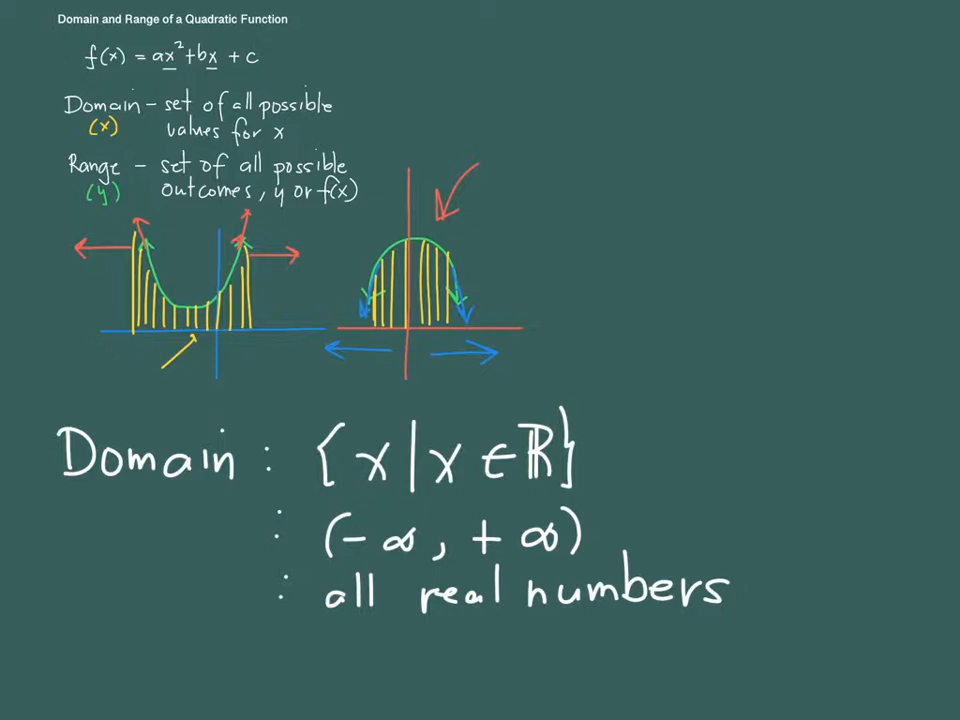 Domain and Range of a Quadratic Function
f(x) = ax²+bx + c
Domain - set of all possible
(x) values for x
Range - set of all possible
(y) outcomes, y or f(x)
Domain : {x|x ∈ ℝ}
: (-∞, +∞)
: all real numbers